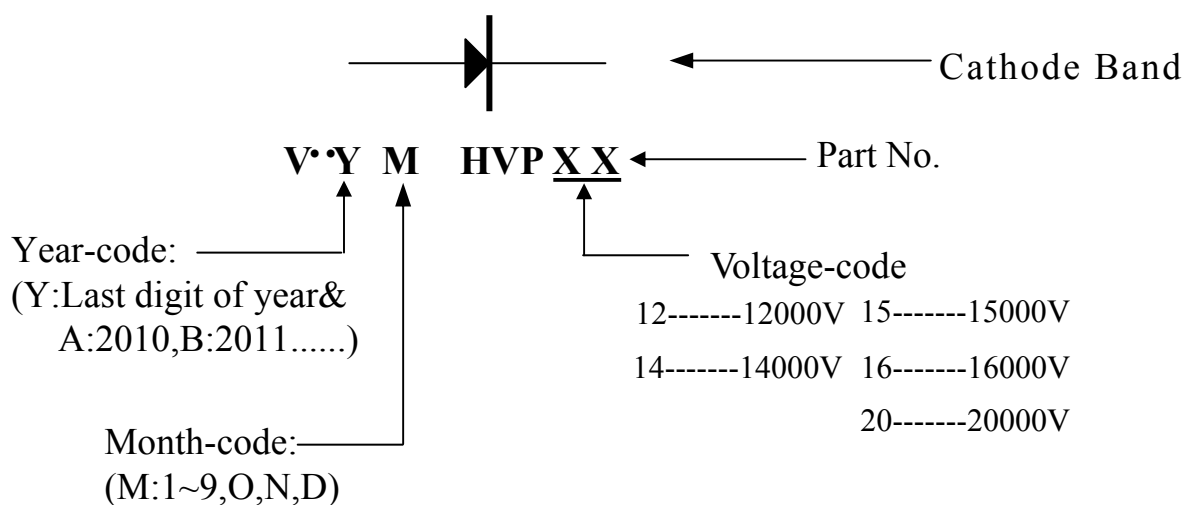 Cathode Band
V••Y M HVP X X
Part No.
Year-code:
(Y:Last digit of year&
A:2010,B:2011......)
Voltage-code
12-------12000V 15-------15000V
14-------14000V 16-------16000V
20-------20000V
Month-code:
(M:1~9,O,N,D)